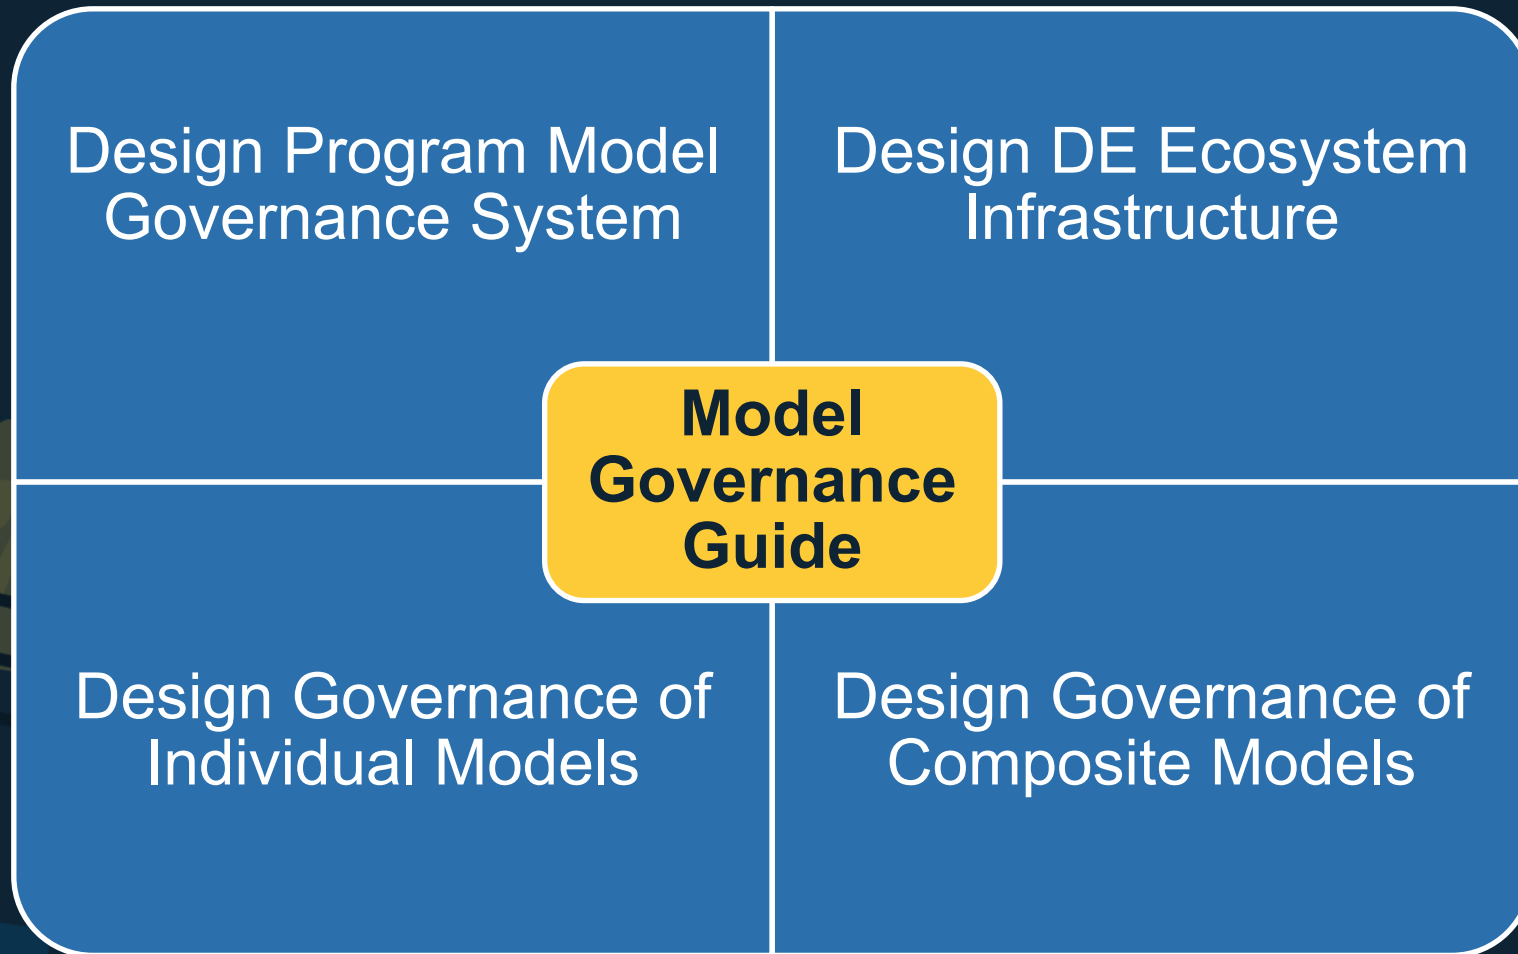 Design Program Model
Governance System
Design DE Ecosystem
Infrastructure
Model
Governance
Guide
Design Governance of
Individual Models
Design Governance of
Composite Models